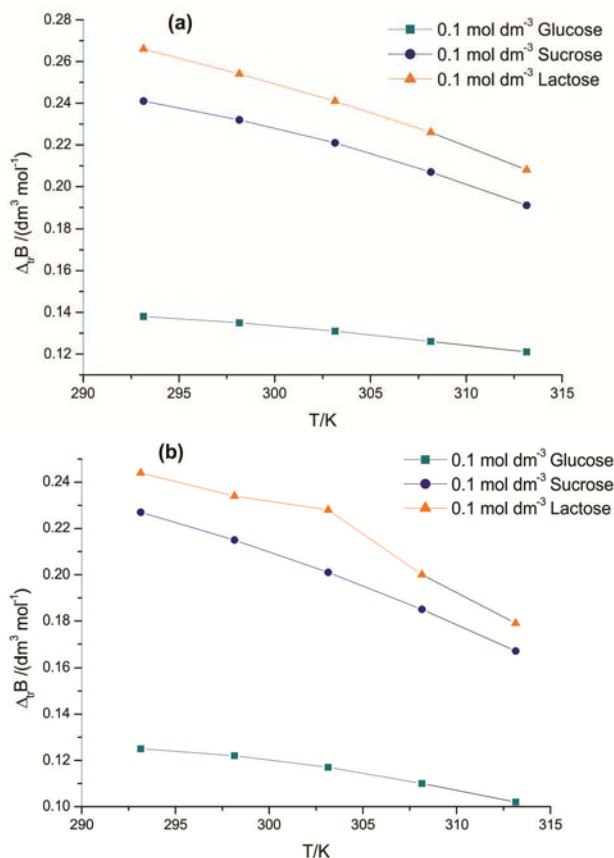 (a)
0.1 mol dm⁻³ Glucose
0.1 mol dm⁻³ Sucrose
0.1 mol dm⁻³ Lactose
0.28
0.26
0.24
0.22
0.20
0.18
0.16
0.14
0.12
ΔtrB /(dm³ mol⁻¹)
290 295 300 305 310 315
T/K
(b)
0.1 mol dm⁻³ Glucose
0.1 mol dm⁻³ Sucrose
0.1 mol dm⁻³ Lactose
0.24
0.22
0.20
0.18
0.16
0.14
0.12
0.10
ΔtrB /(dm³ mol⁻¹)
290 295 300 305 310 315
T/K